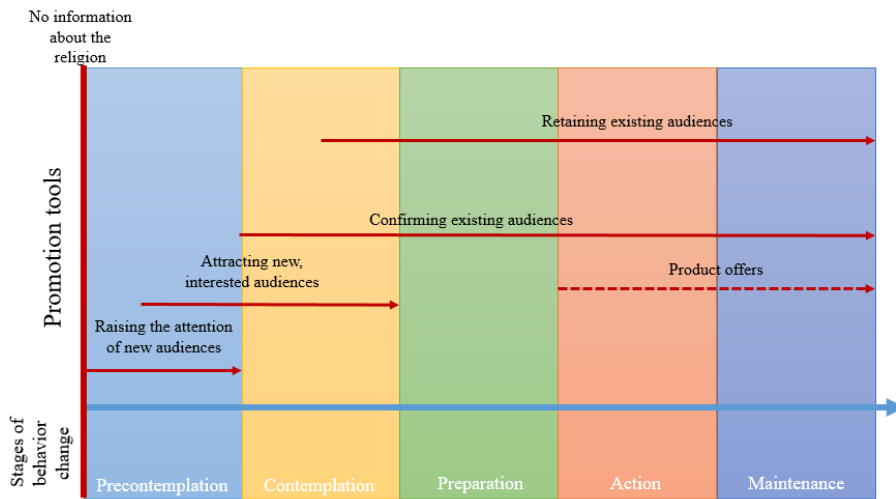 No information
about the
religion
Retaining existing audiences
Confirming existing audiences
Attracting new,
interested audiences
Product offers
Raising the attention
of new audiences
Promotion tools
Stages of
behavior
change
Precontemplation
Contemplation
Preparation
Action
Maintenance